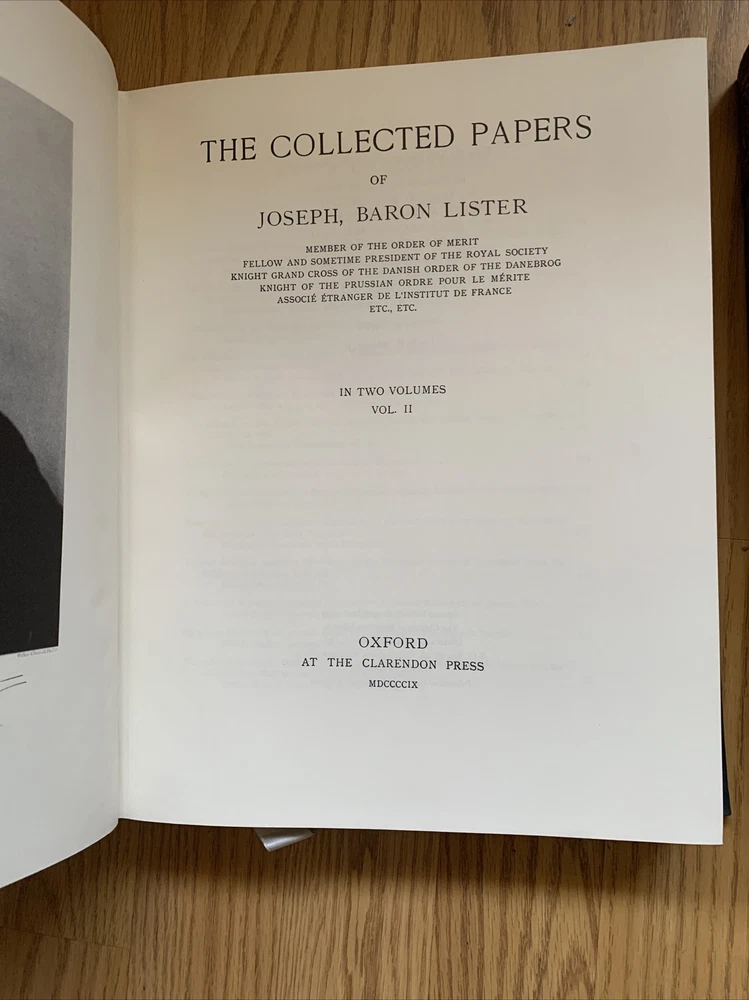 THE COLLECTED PAPERS
OF
JOSEPH, BARON LISTER
MEMBER OF THE ORDER OF MERIT
FELLOW AND SOMETIME PRESIDENT OF THE ROYAL SOCIETY
KNIGHT GRAND CROSS OF THE DANISH ORDER OF THE DANEBROG
KNIGHT OF THE PRUSSIAN ORDRE POUR LE MÉRITE
ASSOCIÉ ÉTRANGER DE L'INSTITUT DE FRANCE
ETC., ETC.
IN TWO VOLUMES
VOL. II
OXFORD
AT THE CLARENDON PRESS
MDCCCCIX